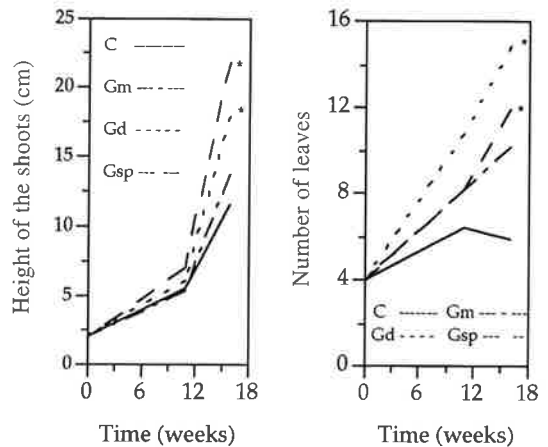 Height of the shoots (cm)
25
20
15
10
5
0
C
Gm
Gd
Gsp
*
*
0 6 12 18
Time (weeks)
Number of leaves
16
12
8
4
0
*
*
C Gm
Gd Gsp
0 6 12 18
Time (weeks)